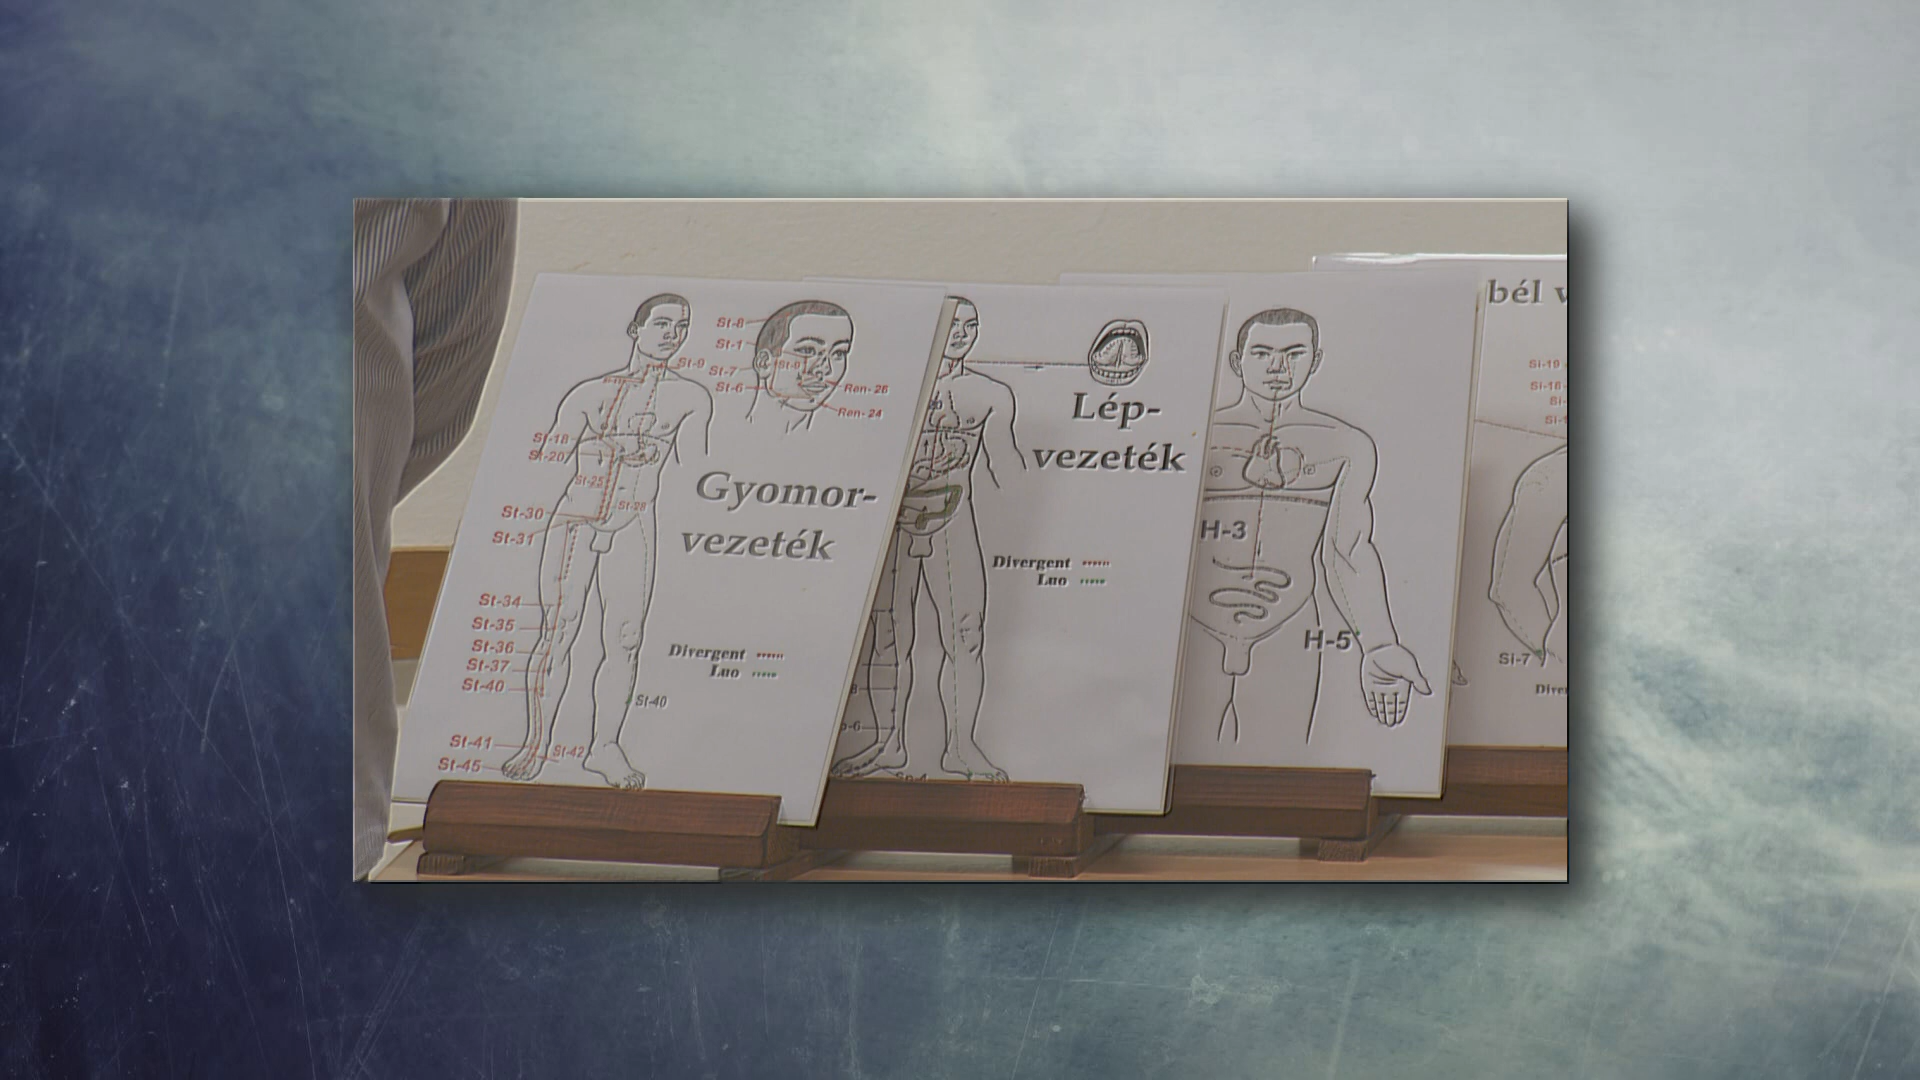 St-8
St-1
St-9
St-7
St-6
Ren-26
Ren-24
St-18
St-20
St-25
St-28
St-30
St-31
Gyomor-
vezeték
St-34
St-35
St-36
St-37
St-40
St-40
St-41
St-42
St-45
Divergent
Luo
Lép-
vezeték
Divergent
Luo
H-3
H-5
bél v
Si-19
Si-7